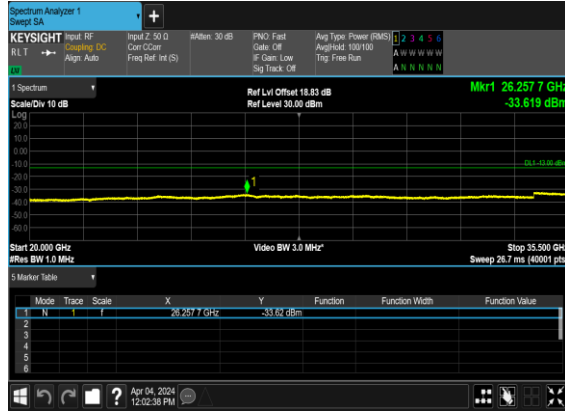 Spectrum Analyzer 1
Swept SA
+
KEYSIGHT Input: RF Input Z: 50 Ω #Atten: 30 dB PNO: Fast Avg Type: Power (RMS) 1 2 3 4 5 6
RLT Coupling: DC Corr CCorr Gate: Off Avg|Hold: 100/100 A W W W W W
Align: Auto Freq Ref: Int (S) IF Gain: Low Trig: Free Run
Sig Track: Off A N N N N N
1 Spectrum Ref Lvl Offset 18.83 dB Mkr1 26.257 7 GHz
Scale/Div 10 dB Ref Level 30.00 dBm -33.619 dBm
Log
20.0
10.0
0.00
-10.0 DL1 -13.00 dBm
-20.0
-30.0 1
-40.0
-50.0
-60.0
Start 20.000 GHz Video BW 3.0 MHz* Stop 35.500 GHz
#Res BW 1.0 MHz Sweep 26.7 ms (40001 pts)
5 Marker Table
Mode Trace Scale X Y Function Function Width Function Value
1 N 1 f 26.257 7 GHz -33.62 dBm
2
3
4
5
6
? Apr 04, 2024
12:02:38 PM